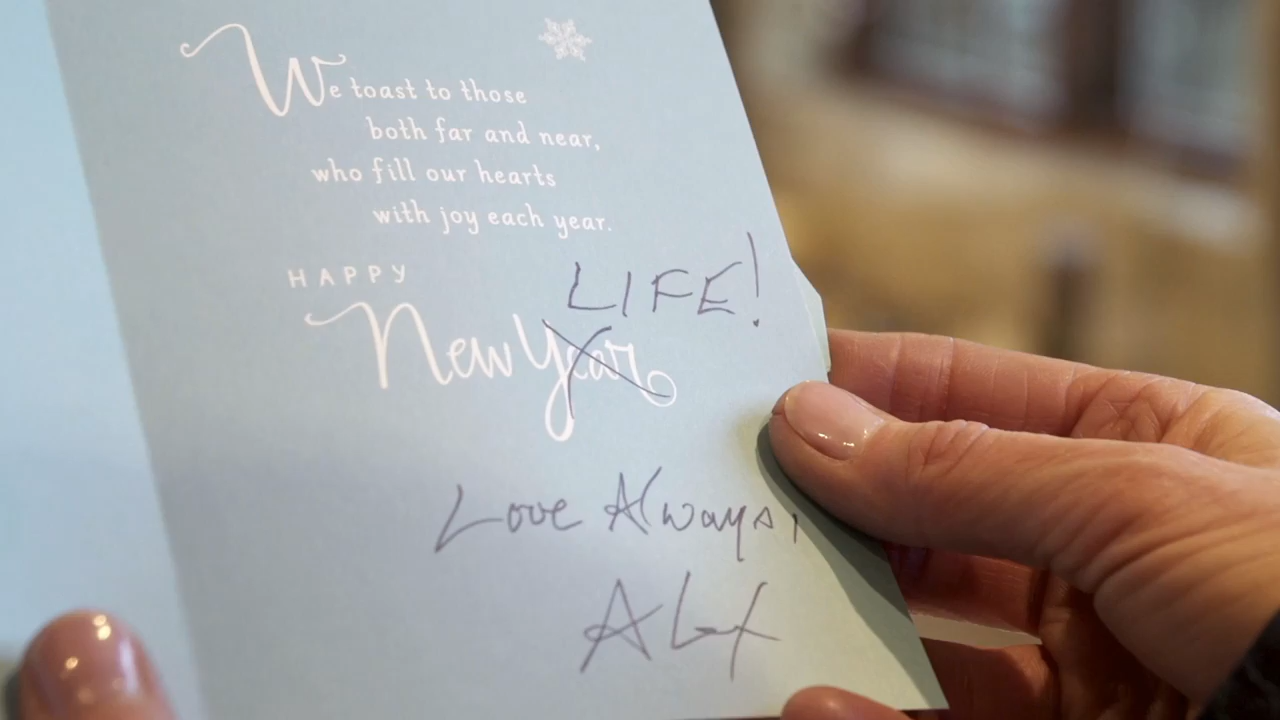 We toast to those
both far and near,
who fill our hearts
with joy each year.
HAPPY
LIFE!
New Year
Love Always,
Alex